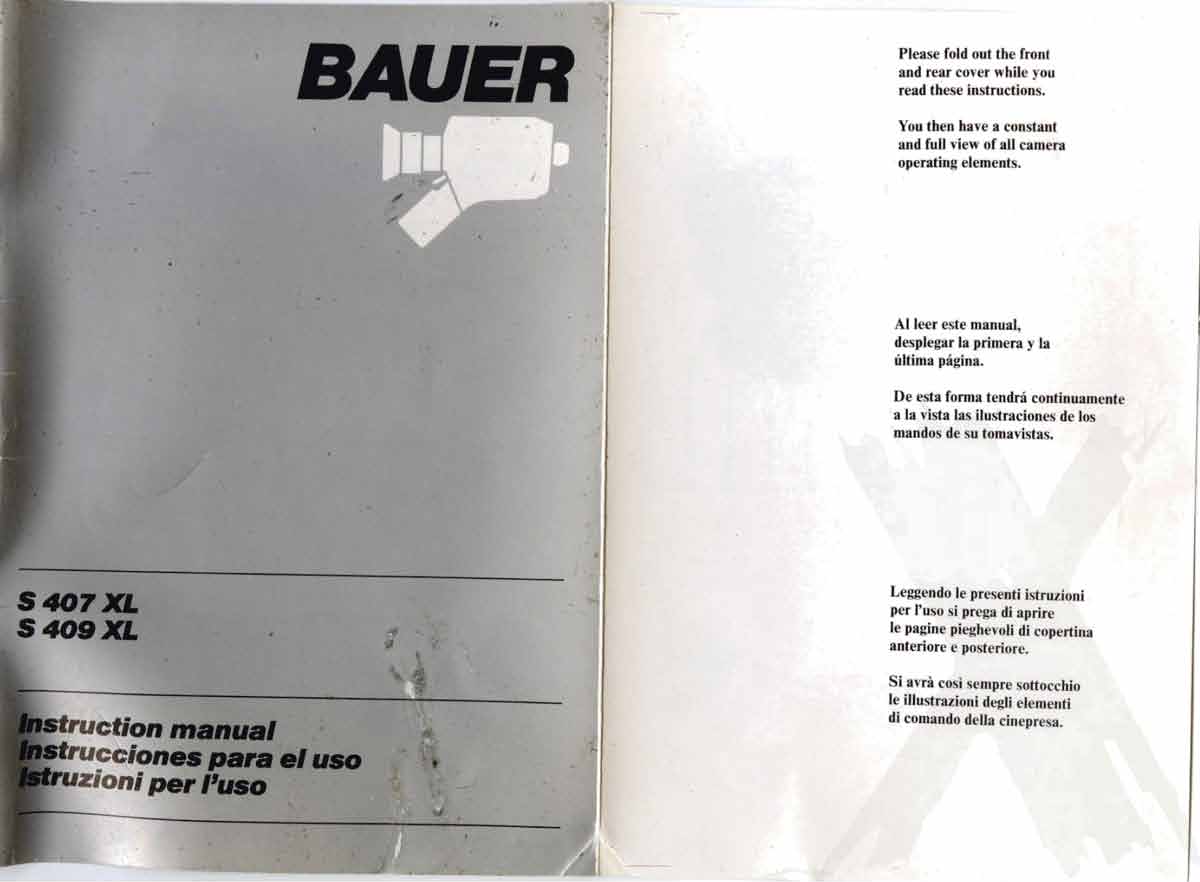 BAUER
S 407 XL
S 409 XL
Instruction manual
Instrucciones para el uso
Istruzioni per l'uso
Please fold out the front
and rear cover while you
read these instructions.
You then have a constant
and full view of all camera
operating elements.
Al leer este manual,
desplegar la primera y la
última página.
De esta forma tendrá continuamente
a la vista las ilustraciones de los
mandos de su tomavistas.
Leggendo le presenti istruzioni
per l'uso si prega di aprire
le pagine pieghevoli di copertina
anteriore e posteriore.
Si avrà così sempre sottocchio
le illustrazioni degli elementi
di comando della cinepresa.